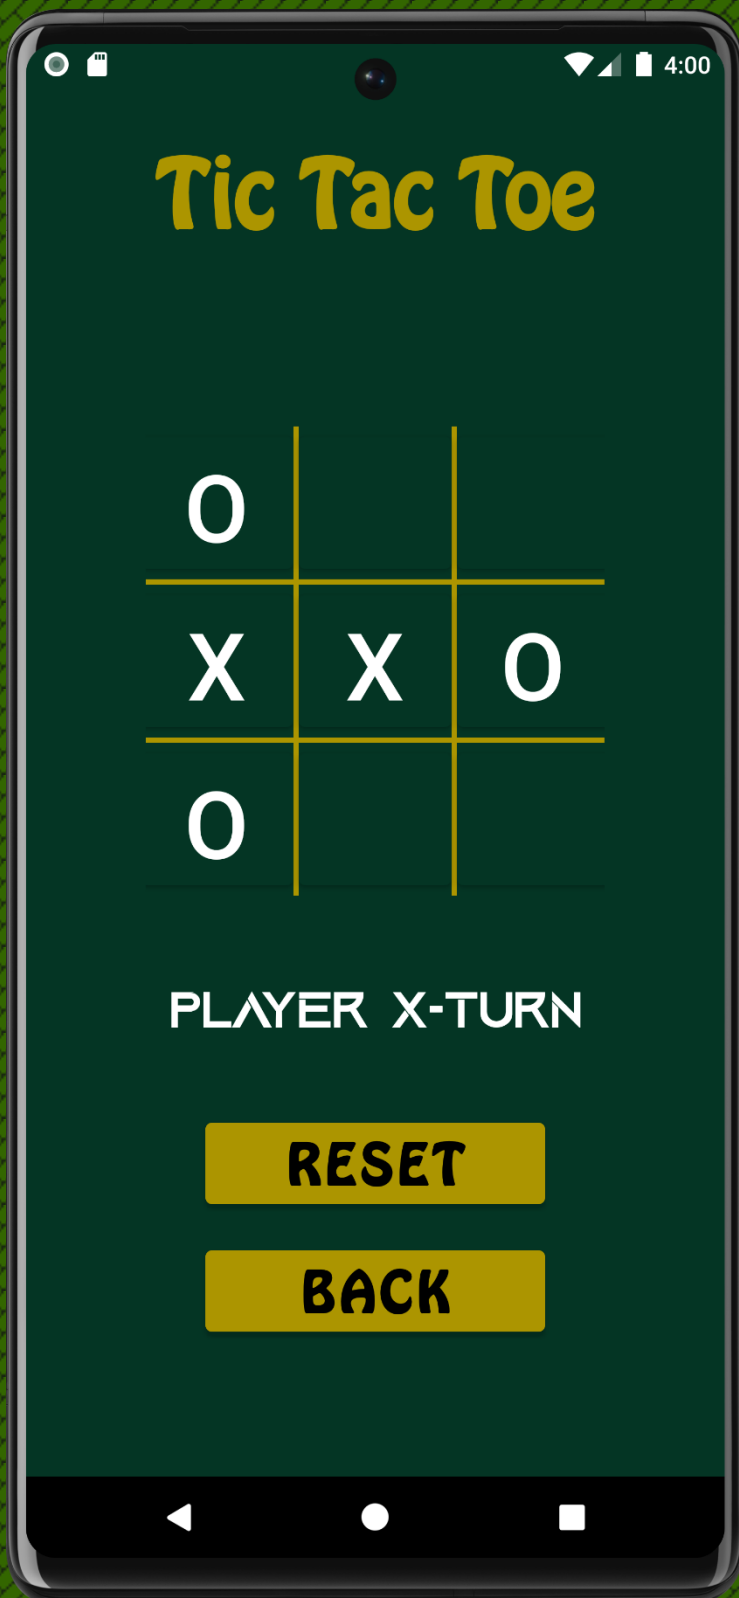 4:00
Tic Tac Toe
O
X X O
O
PLAYER X-TURN
RESET
BACK